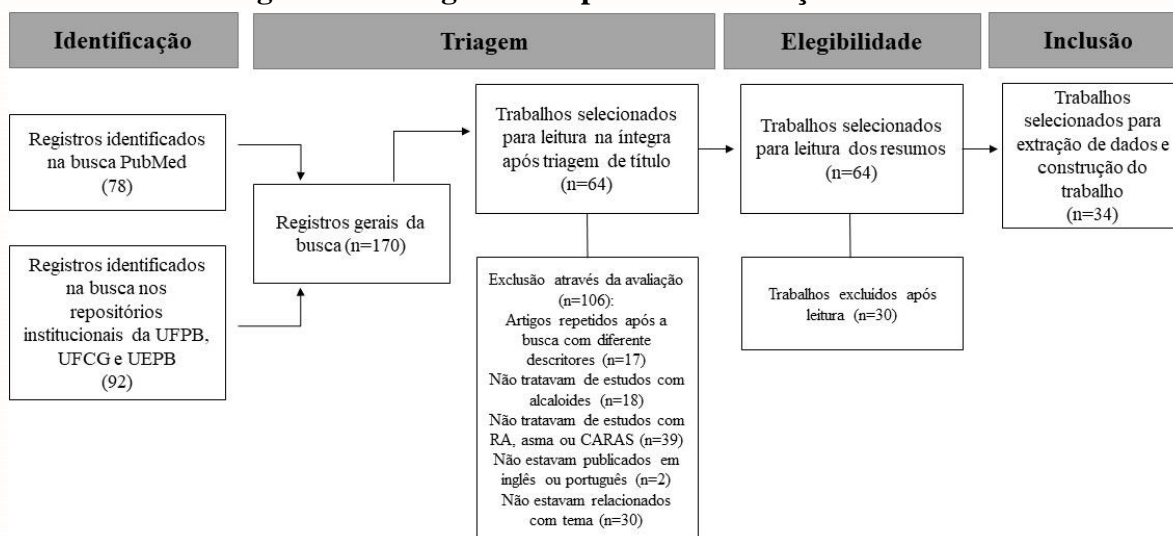 Identificação
Triagem
Elegibilidade
Inclusão
Registros identificados
na busca PubMed
(78)
Registros identificados
na busca nos
repositórios
institucionais da UFPB,
UFCG e UEPB
(92)
Registros gerais da
busca (n=170)
Trabalhos selecionados
para leitura na íntegra
após triagem de título
(n=64)
Exclusão através da avaliação
(n=106):
Artigos repetidos após a
busca com diferente
descritores (n=17)
Não tratavam de estudos com
alcaloides (n=18)
Não tratavam de estudos com
RA, asma ou CARAS (n=39)
Não estavam publicados em
inglês ou português (n=2)
Não estavam relacionados
com tema (n=30)
Trabalhos selecionados
para leitura dos resumos
(n=64)
Trabalhos excluidos após
leitura (n=30)
Trabalhos
selecionados para
extração de dados e
construção do
trabalho
(n=34)